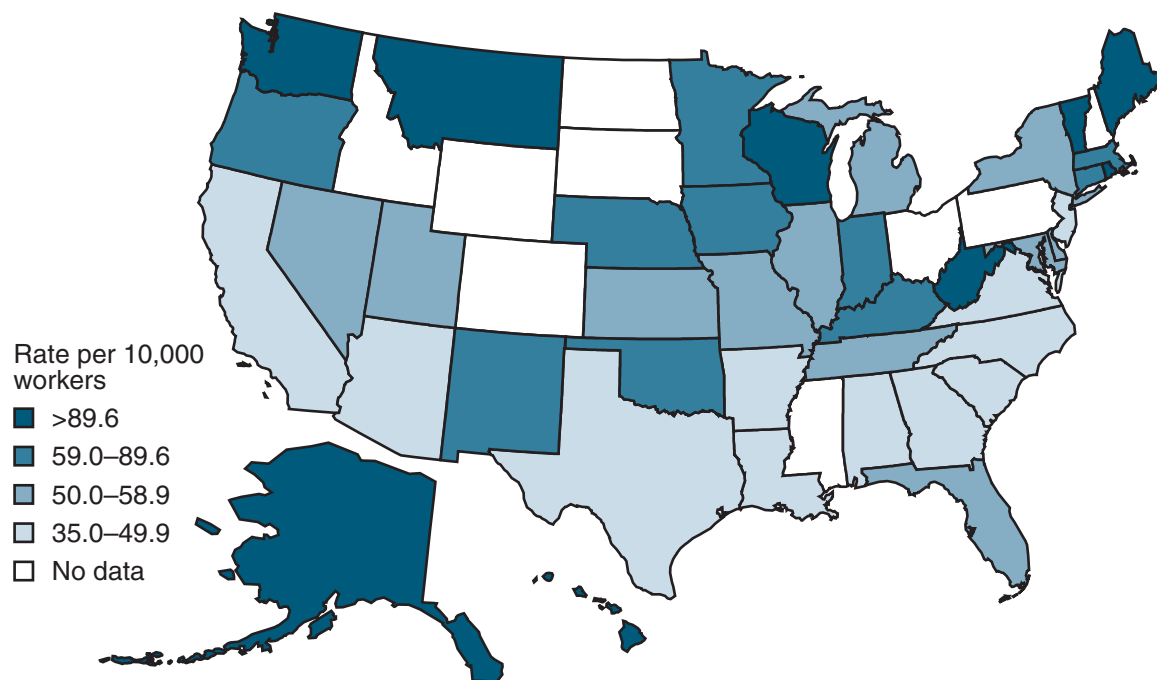 Rate per 10,000
workers
>89.6
59.0–89.6
50.0–58.9
35.0–49.9
No data